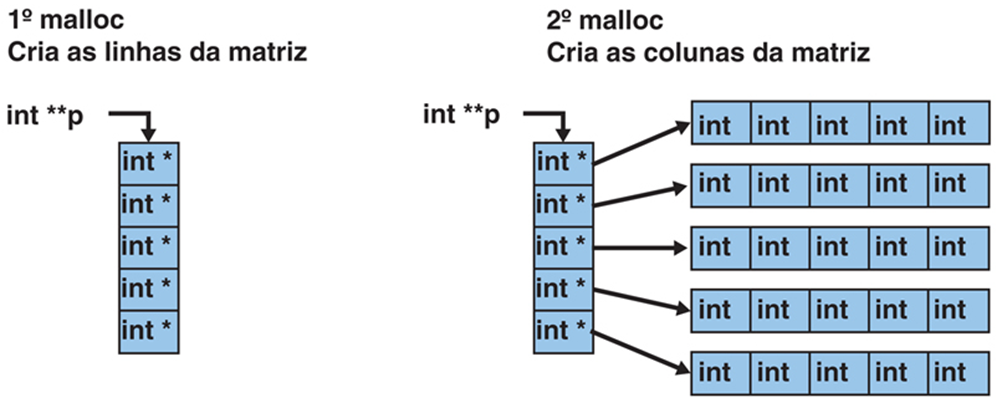 1º malloc
Cria as linhas da matriz
int **p
int *
int *
int *
int *
int *
2º malloc
Cria as colunas da matriz
int **p
int *
int *
int *
int *
int *
int int int int int
int int int int int
int int int int int
int int int int int
int int int int int